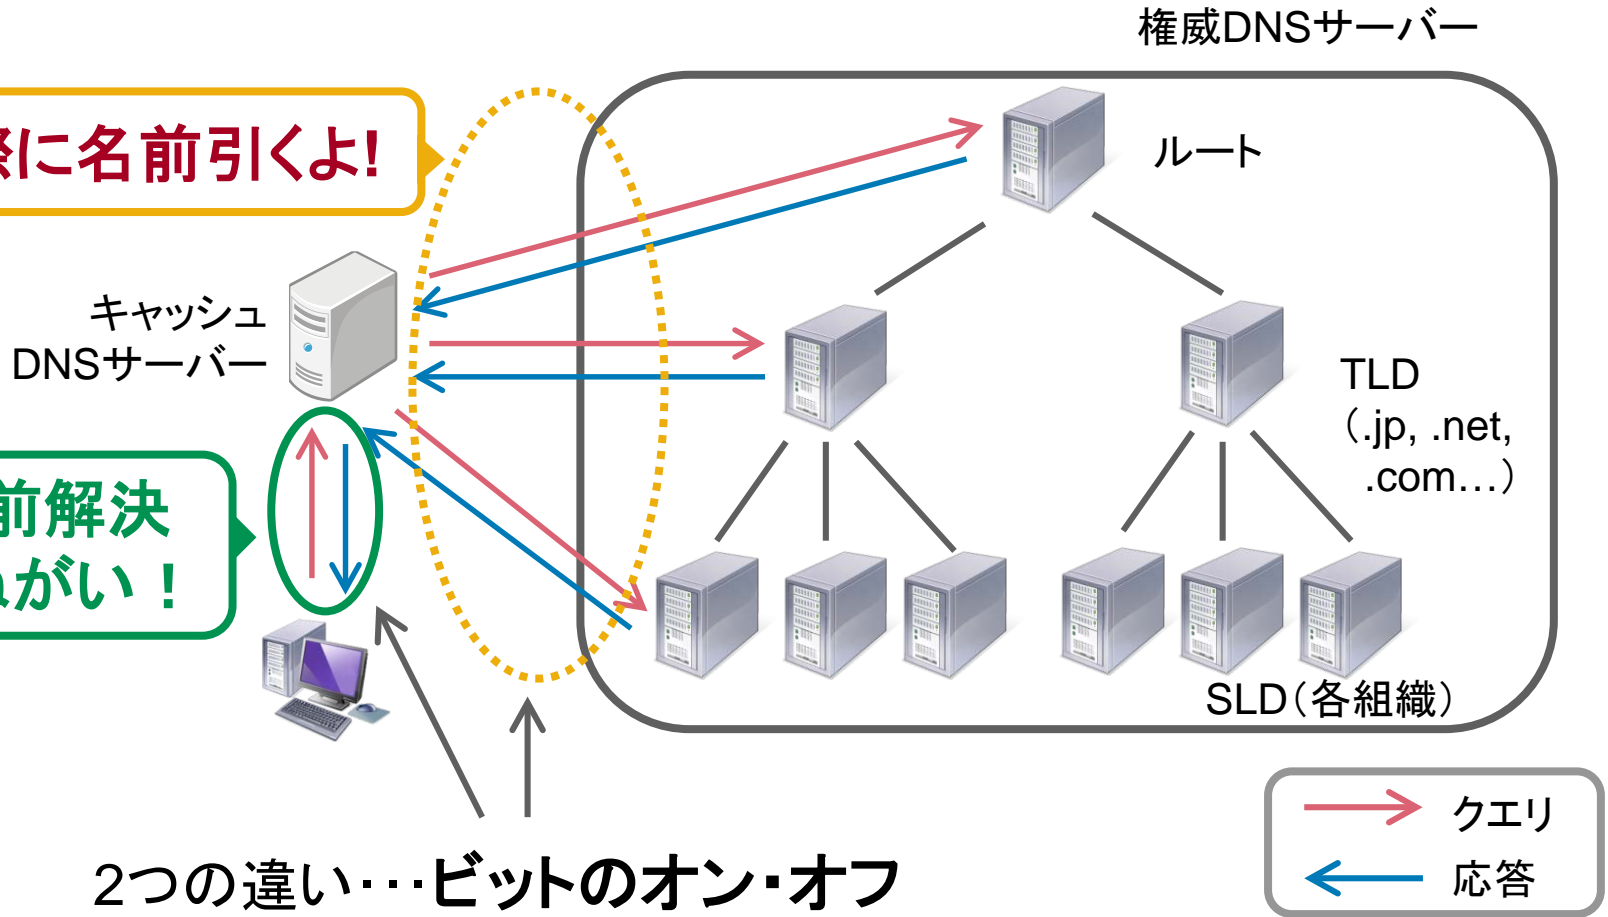 権威DNSサーバー
際に名前引くよ!
ルート
キャッシュ
DNSサーバー
TLD
（.jp, .net,
.com…）
前解決
ねがい！
SLD（各組織）
クエリ
応答
2つの違い…ビットのオン・オフ